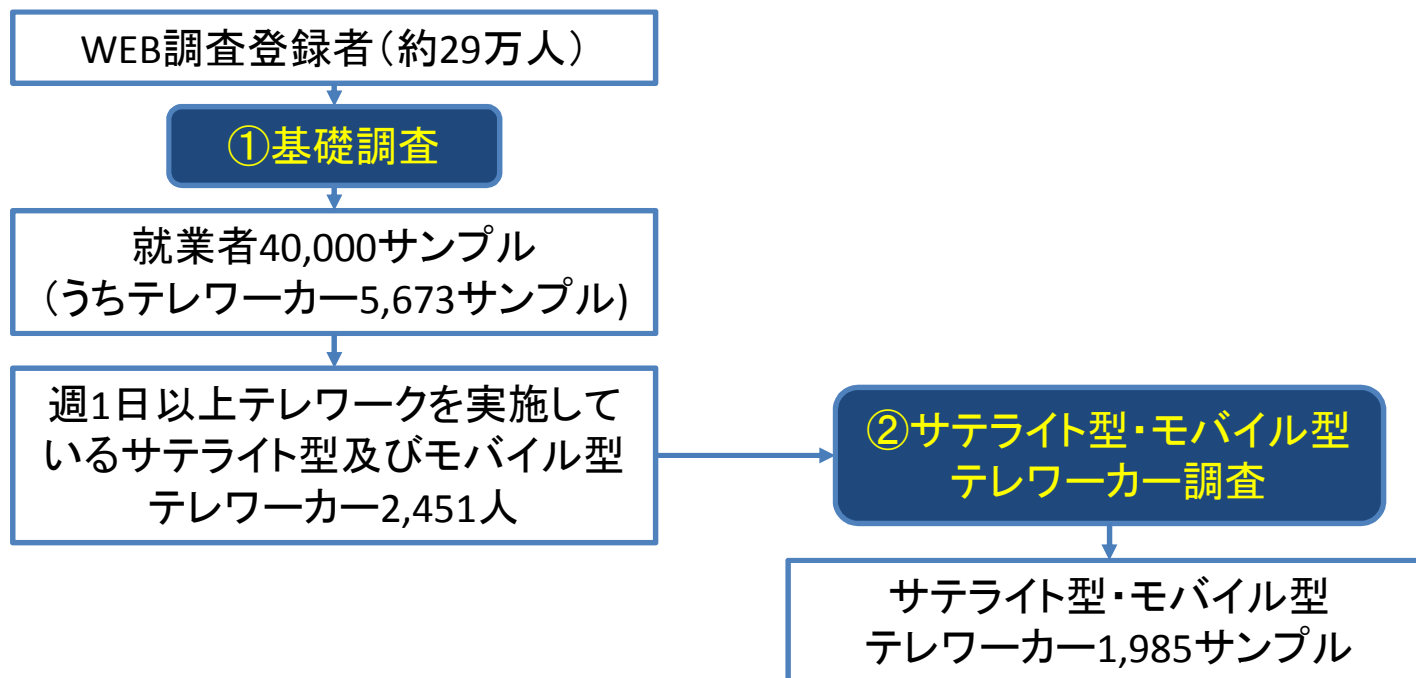 WEB調査登録者（約29万人）
①基礎調査
就業者40,000サンプル
（うちテレワーカー5,673サンプル)
週1日以上テレワークを実施して
いるサテライト型及びモバイル型
テレワーカー2,451人
②サテライト型・モバイル型
テレワーカー調査
サテライト型・モバイル型
テレワーカー1,985サンプル